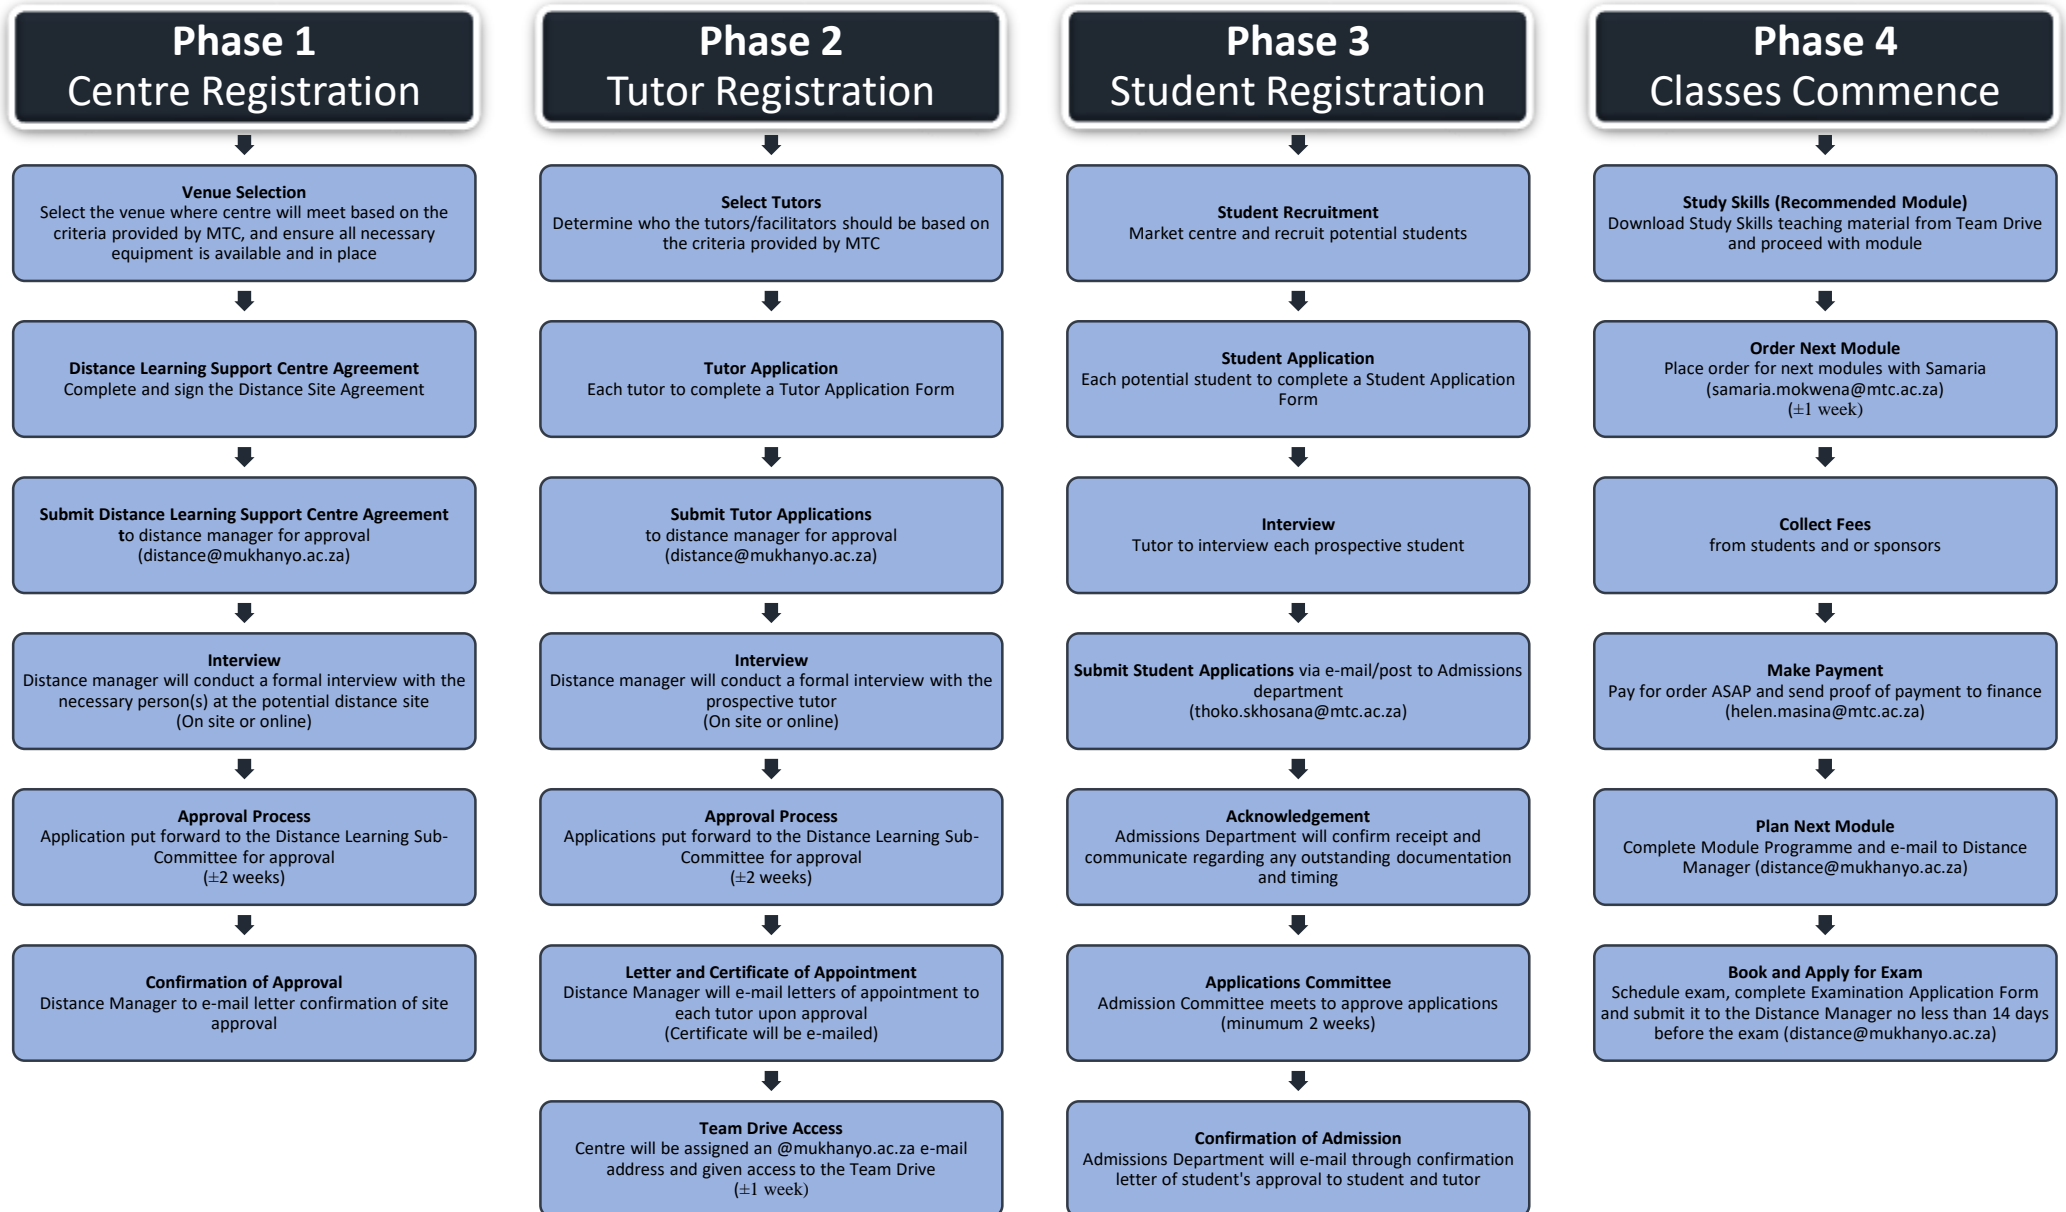 Phase 1
Centre Registration
Venue Selection
Select the venue where centre will meet based on the
criteria provided by MTC, and ensure all necessary
equipment is available and in place
Distance Learning Support Centre Agreement
Complete and sign the Distance Site Agreement
Submit Distance Learning Support Centre Agreement
to distance manager for approval
(distance@mukhanyo.ac.za)
Interview
Distance manager will conduct a formal interview with the
necessary person(s) at the potential distance site
(On site or online)
Approval Process
Application put forward to the Distance Learning Sub-
Committee for approval
(±2 weeks)
Confirmation of Approval
Distance Manager to e-mail letter confirmation of site
approval
Phase 2
Tutor Registration
Select Tutors
Determine who the tutors/facilitators should be based on
the criteria provided by MTC
Tutor Application
Each tutor to complete a Tutor Application Form
Submit Tutor Applications
to distance manager for approval
(distance@mukhanyo.ac.za)
Interview
Distance manager will conduct a formal interview with the
prospective tutor
(On site or online)
Approval Process
Applications put forward to the Distance Learning Sub-
Committee for approval
(±2 weeks)
Letter and Certificate of Appointment
Distance Manager will e-mail letters of appointment to
each tutor upon approval
(Certificate will be e-mailed)
Team Drive Access
Centre will be assigned an @mukhanyo.ac.za e-mail
address and given access to the Team Drive
(±1 week)
Phase 3
Student Registration
Student Recruitment
Market centre and recruit potential students
Student Application
Each potential student to complete a Student Application
Form
Interview
Tutor to interview each prospective student
Submit Student Applications via e-mail/post to Admissions
department
(thoko.skhosana@mtc.ac.za)
Acknowledgement
Admissions Department will confirm receipt and
communicate regarding any outstanding documentation
and timing
Applications Committee
Admission Committee meets to approve applications
(minumum 2 weeks)
Confirmation of Admission
Admissions Department will e-mail through confirmation
letter of student's approval to student and tutor
Phase 4
Classes Commence
Study Skills (Recommended Module)
Download Study Skills teaching material from Team Drive
and proceed with module
Order Next Module
Place order for next modules with Samaria
(samaria.mokwena@mtc.ac.za)
(±1 week)
Collect Fees
from students and or sponsors
Make Payment
Pay for order ASAP and send proof of payment to finance
(helen.masina@mtc.ac.za)
Plan Next Module
Complete Module Programme and e-mail to Distance
Manager (distance@mukhanyo.ac.za)
Book and Apply for Exam
Schedule exam, complete Examination Application Form
and submit it to the Distance Manager no less than 14 days
before the exam (distance@mukhanyo.ac.za)